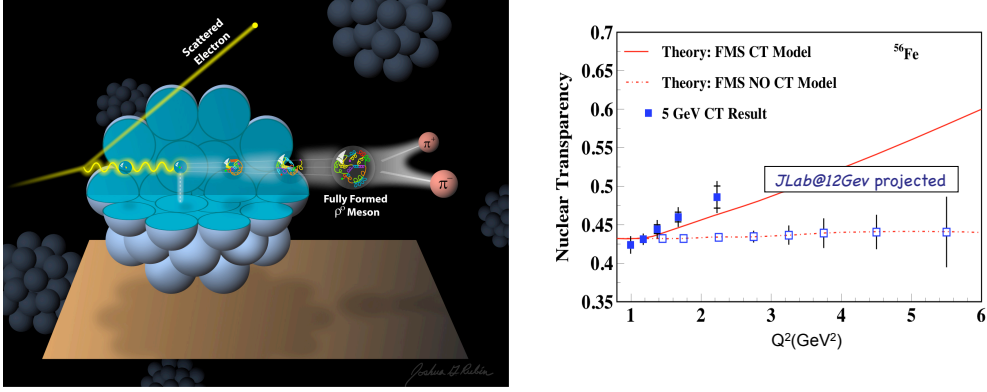 Scattered
Electron
π+
π-
Fully Formed
ρ⁰ Meson
Joshua G Rubin
Nuclear Transparency
0.7
0.65
0.6
0.55
0.5
0.45
0.4
0.35
Theory: FMS CT Model
⁵⁶Fe
Theory: FMS NO CT Model
5 GeV CT Result
JLab@12Gev projected
1
2
3
4
5
6
Q²(GeV²)